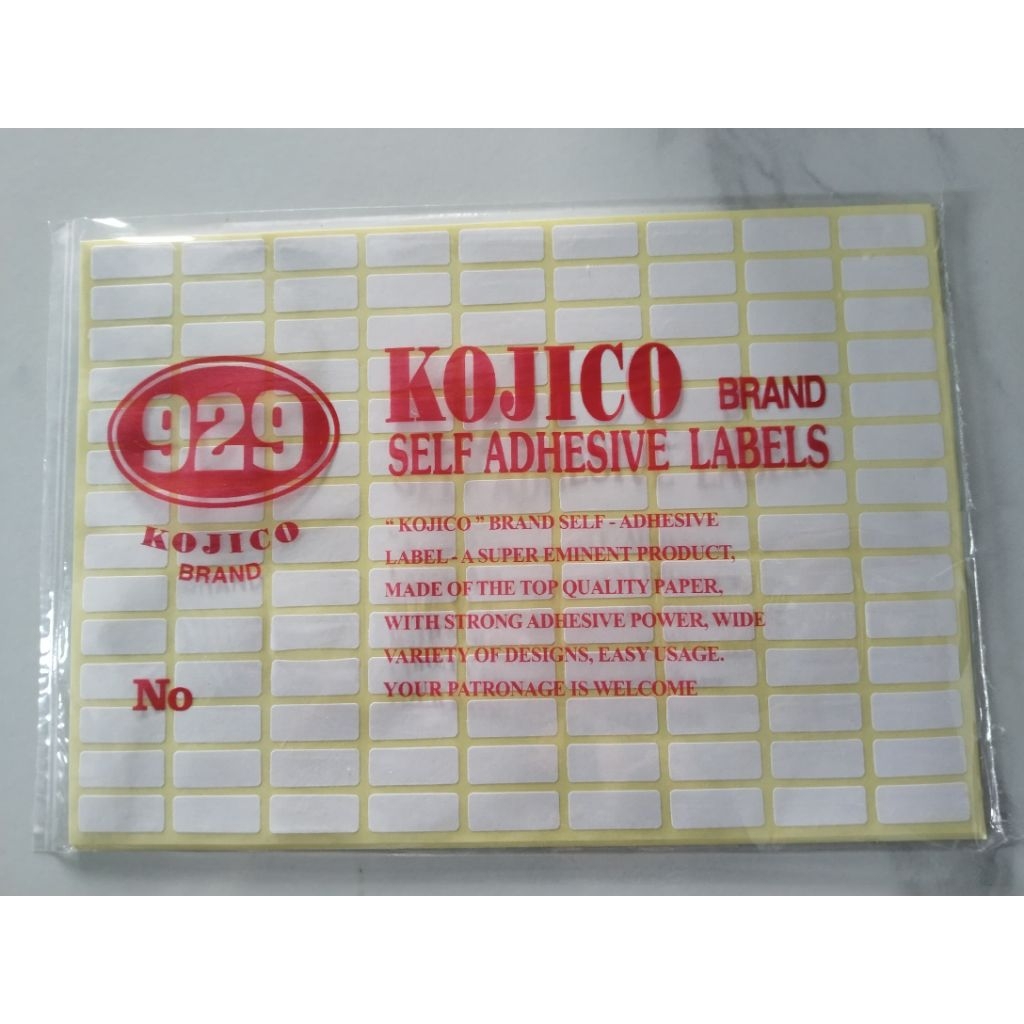 929
KOJICO
BRAND
No
KOJICO BRAND
SELF ADHESIVE LABELS
“ KOJICO ” BRAND SELF - ADHESIVE
LABEL - A SUPER EMINENT PRODUCT,
MADE OF THE TOP QUALITY PAPER,
WITH STRONG ADHESIVE POWER, WIDE
VARIETY OF DESIGNS, EASY USAGE.
YOUR PATRONAGE IS WELCOME